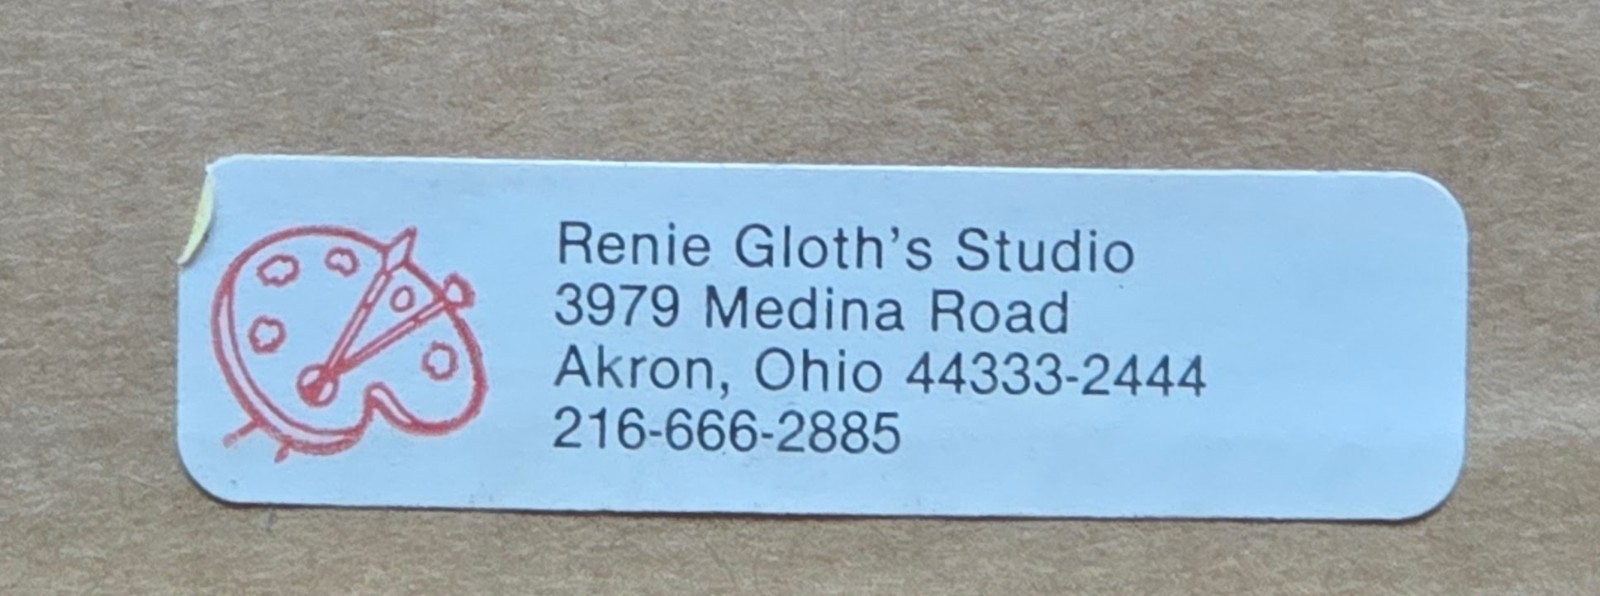 Renie Gloth's Studio
3979 Medina Road
Akron, Ohio 44333-2444
216-666-2885